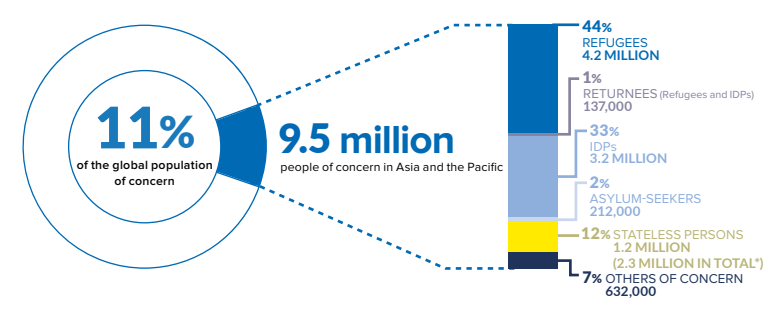 11%
of the global population
of concern
9.5 million
people of concern in Asia and the Pacific
44%
REFUGEES
4.2 MILLION
1%
RETURNEES (Refugees and IDPs)
137,000
33%
IDPs
3.2 MILLION
2%
ASYLUM-SEEKERS
212,000
12% STATELESS PERSONS
1.2 MILLION
(2.3 MILLION IN TOTAL*)
7% OTHERS OF CONCERN
632,000